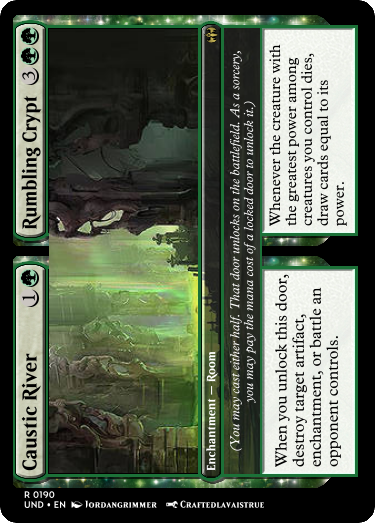 Caustic River 1
Enchantment — Room
(You may cast either half. That door unlocks on the battlefield. As a sorcery,
you may pay the mana cost of a locked door to unlock it.)
When you unlock this door,
destroy target artifact,
enchantment, or battle an
opponent controls.
Rumbling Crypt 3
Whenever the creature with
the greatest power among
creatures you control dies,
draw cards equal to its
power.
R 0190
UND • EN JORDANGRIMMER CRAFTEDLAVAISTRUE